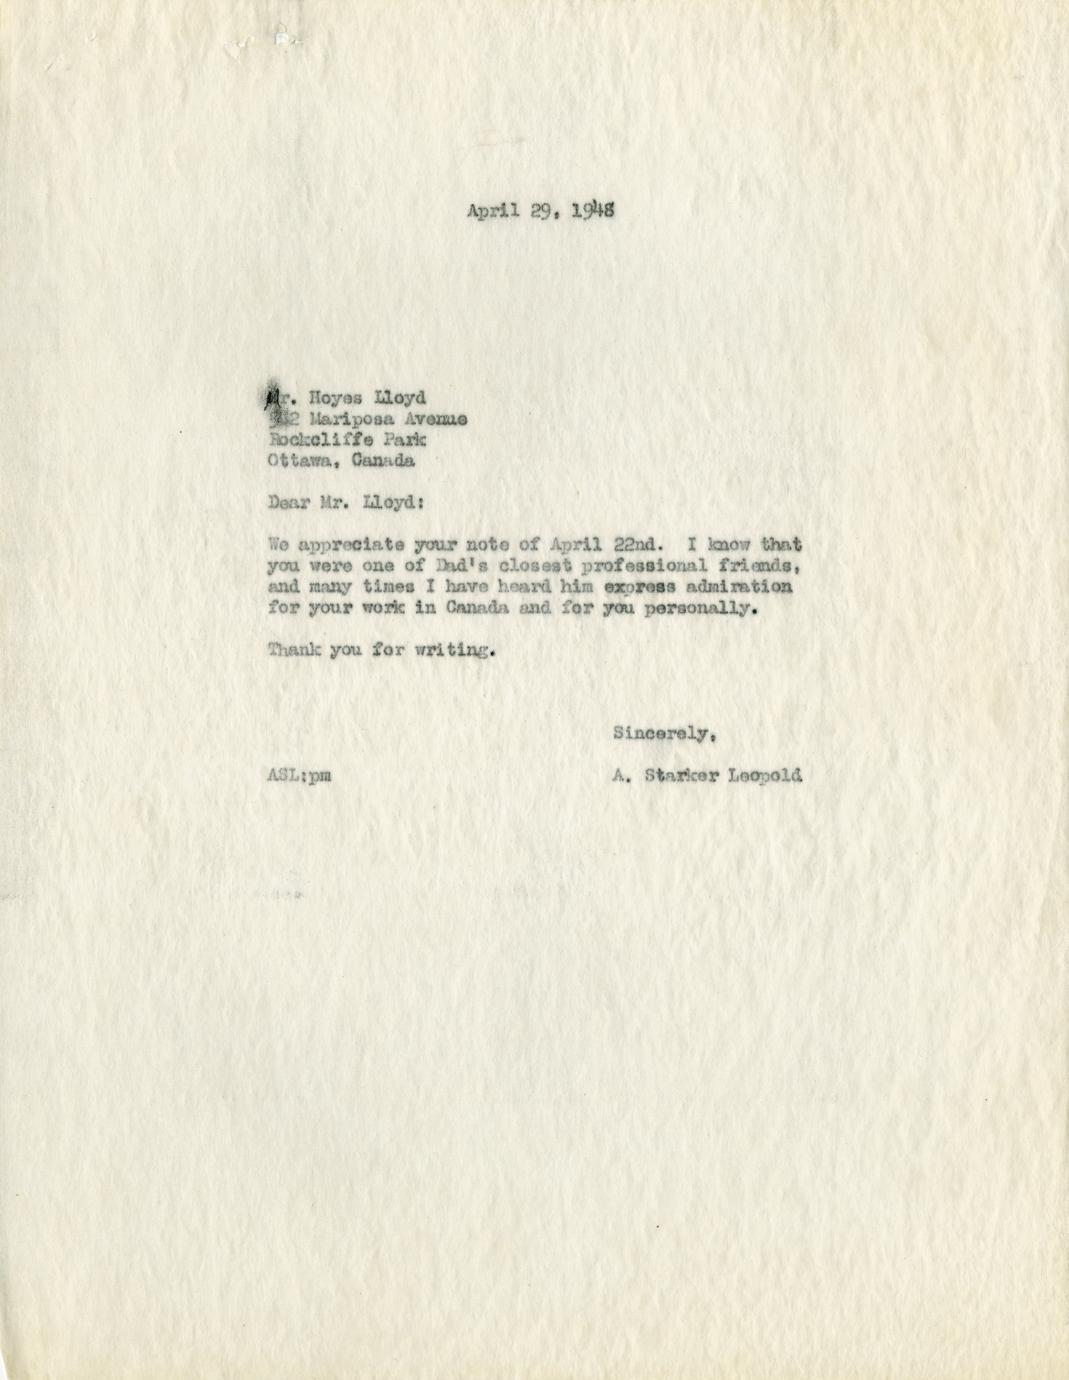 April 29, 1948
Mr. Hoyes Lloyd
Mariposa Avenue
Rockcliffe Park
Ottawa, Canada
Dear Mr. Lloyd:
We appreciate your note of April 22nd. I know that
you were one of Dad's closest professional friends,
and many times I have heard him express admiration
for your work in Canada and for you personally.
Thank you for writing.
Sincerely,
ASL:pm A. Starker Leopold